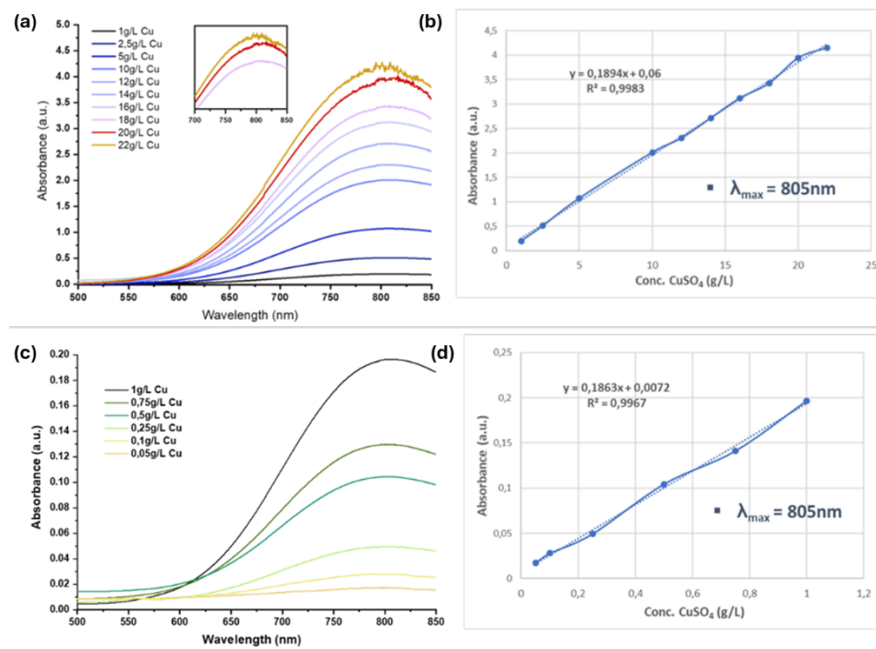 (a)
1g/L Cu
2,5g/L Cu
5g/L Cu
10g/L Cu
12g/L Cu
14g/L Cu
16g/L Cu
18g/L Cu
20g/L Cu
22g/L Cu
700 750 800 850
Absorbance (a.u.)
5.0
4.5
4.0
3.5
3.0
2.5
2.0
1.5
1.0
0.5
0.0
500 550 600 650 700 750 800 850
Wavelength (nm)
(b)
y = 0,1894x + 0,06
R² = 0,9983
λmax = 805nm
Absorbance (a.u.)
4,5
4
3,5
3
2,5
2
1,5
1
0,5
0
0 5 10 15 20 25
Conc. CuSO₄ (g/L)
(c)
1g/L Cu
0,75g/L Cu
0,5g/L Cu
0,25g/L Cu
0,1g/L Cu
0,05g/L Cu
Absorbance (a.u.)
0.20
0.18
0.16
0.14
0.12
0.10
0.08
0.06
0.04
0.02
0.00
500 550 600 650 700 750 800 850
Wavelength (nm)
(d)
y = 0,1863x + 0,0072
R² = 0,9967
λmax = 805nm
Absorbance (a.u.)
0,25
0,2
0,15
0,1
0,05
0
0 0,2 0,4 0,6 0,8 1 1,2
Conc. CuSO₄ (g/L)